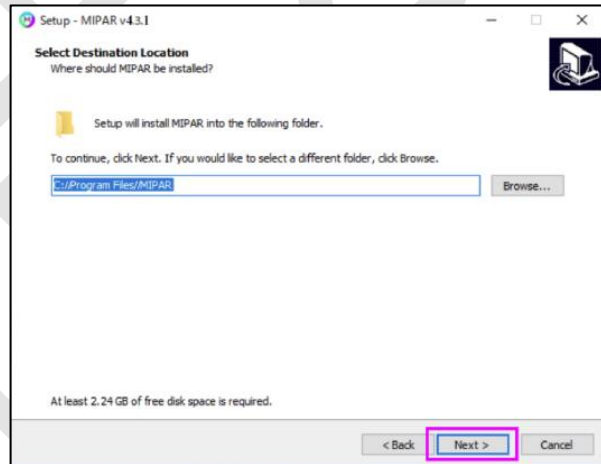 Setup - MIPAR v4.3.1
Select Destination Location
Where should MIPAR be installed?
Setup will install MIPAR into the following folder.
To continue, click Next. If you would like to select a different folder, click Browse.
C://Program Files//MIPAR
Browse...
At least 2.24 GB of free disk space is required.
< Back
Next >
Cancel